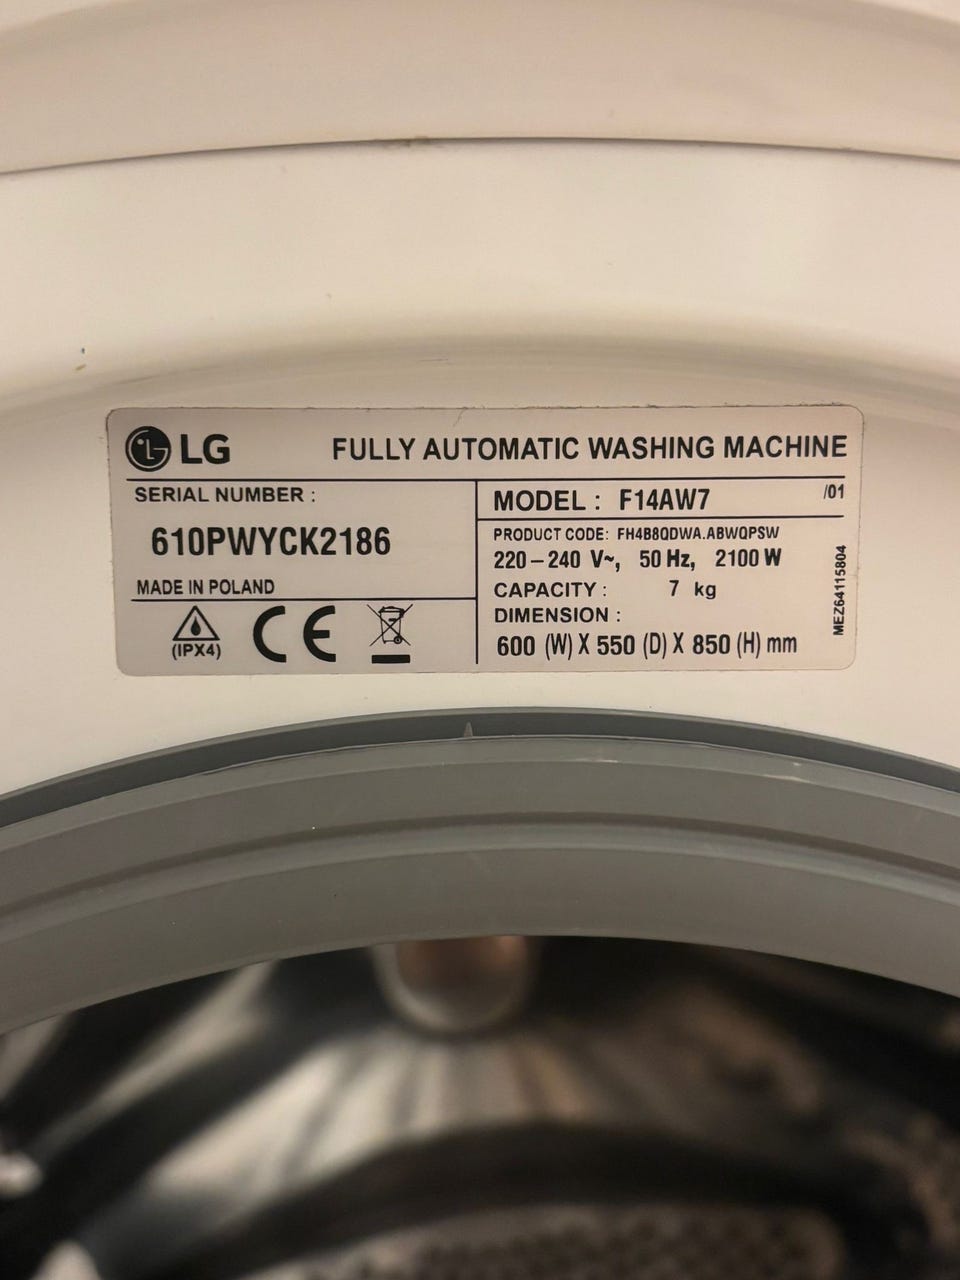 LG FULLY AUTOMATIC WASHING MACHINE
SERIAL NUMBER :
610PWYCK2186
MADE IN POLAND
(IPX4) CE
MODEL : F14AW7 /01
PRODUCT CODE: FH4B8QDWA.ABWQPSW
220–240 V~, 50 Hz, 2100 W
CAPACITY : 7 kg
DIMENSION :
600 (W) X 550 (D) X 850 (H) mm
MEZ64115804